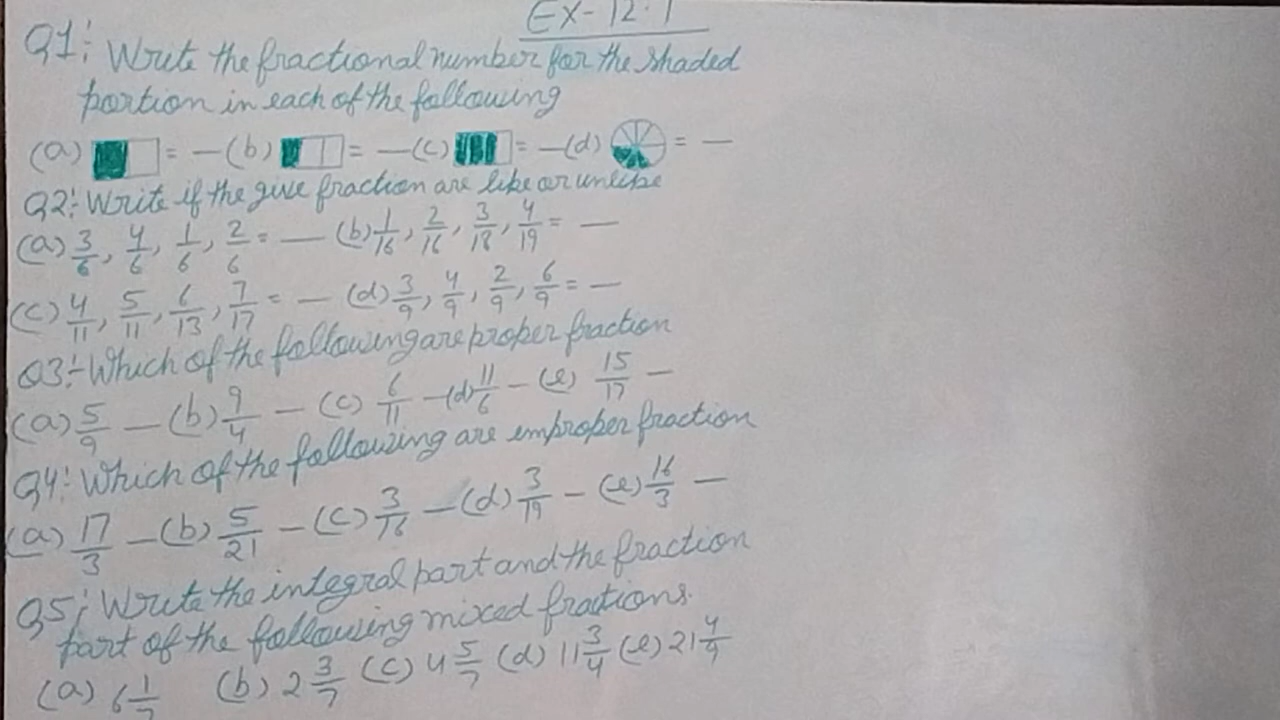 Ex-12.1
Q1: Write the fractional number for the shaded
portion in each of the following
(a) = — (b) = — (c) = — (d) = —
Q2: Write if the give fraction are like or unlike
(a) 3/6, 4/6, 1/6, 2/6 = — (b) 1/16, 2/16, 3/18, 4/19 = —
(c) 4/11, 5/11, 6/13, 7/17 = — (d) 3/9, 4/9, 2/9, 6/9 = —
Q3:- Which of the following are proper fraction
(a) 5/9 — (b) 9/4 — (c) 6/11 — (d) 11/6 — (e) 15/17 —
Q4: Which of the following are improper fraction
(a) 17/3 — (b) 5/21 — (c) 3/16 — (d) 3/19 — (e) 16/3 —
Q5: Write the integral part and the fraction
part of the following mixed fractions.
(a) 6 1/7 (b) 2 3/7 (c) 4 5/7 (d) 11 3/4 (e) 21 4/9